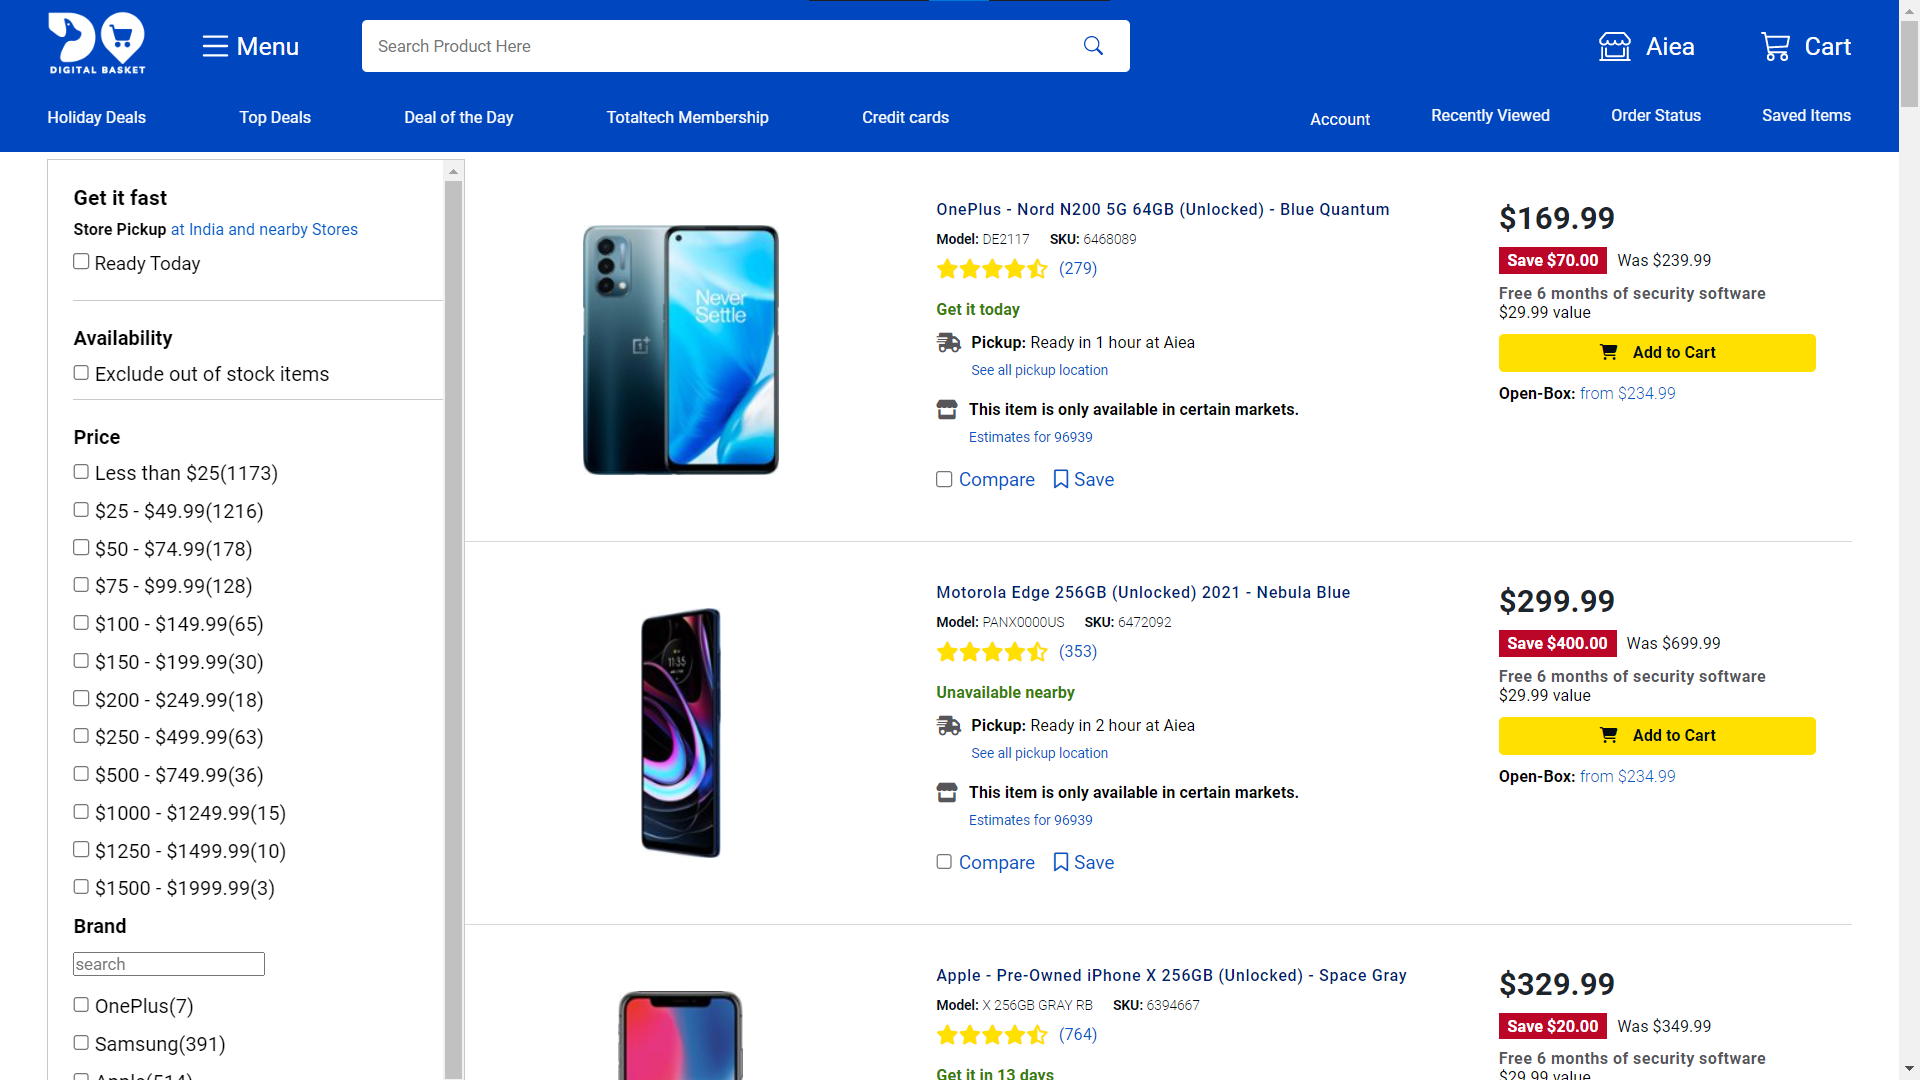 DIGITAL BASKET
Menu
Search Product Here
Aiea
Cart
Holiday Deals
Top Deals
Deal of the Day
Totaltech Membership
Credit cards
Account
Recently Viewed
Order Status
Saved Items
Get it fast
Store Pickup at India and nearby Stores
Ready Today
Availability
Exclude out of stock items
Price
Less than $25(1173)
$25 - $49.99(1216)
$50 - $74.99(178)
$75 - $99.99(128)
$100 - $149.99(65)
$150 - $199.99(30)
$200 - $249.99(18)
$250 - $499.99(63)
$500 - $749.99(36)
$1000 - $1249.99(15)
$1250 - $1499.99(10)
$1500 - $1999.99(3)
Brand
search
OnePlus(7)
Samsung(391)
Apple(514)
Never
Settle
OnePlus - Nord N200 5G 64GB (Unlocked) - Blue Quantum
Model: DE2117 SKU: 6468089
(279)
Get it today
Pickup: Ready in 1 hour at Aiea
See all pickup location
This item is only available in certain markets.
Estimates for 96939
Compare Save
$169.99
Save $70.00 Was $239.99
Free 6 months of security software
$29.99 value
Add to Cart
Open-Box: from $234.99
11:35
Motorola Edge 256GB (Unlocked) 2021 - Nebula Blue
Model: PANX0000US SKU: 6472092
(353)
Unavailable nearby
Pickup: Ready in 2 hour at Aiea
See all pickup location
This item is only available in certain markets.
Estimates for 96939
Compare Save
$299.99
Save $400.00 Was $699.99
Free 6 months of security software
$29.99 value
Add to Cart
Open-Box: from $234.99
Apple - Pre-Owned iPhone X 256GB (Unlocked) - Space Gray
Model: X 256GB GRAY RB SKU: 6394667
(764)
Get it in 13 days
$329.99
Save $20.00 Was $349.99
Free 6 months of security software
$29.99 value